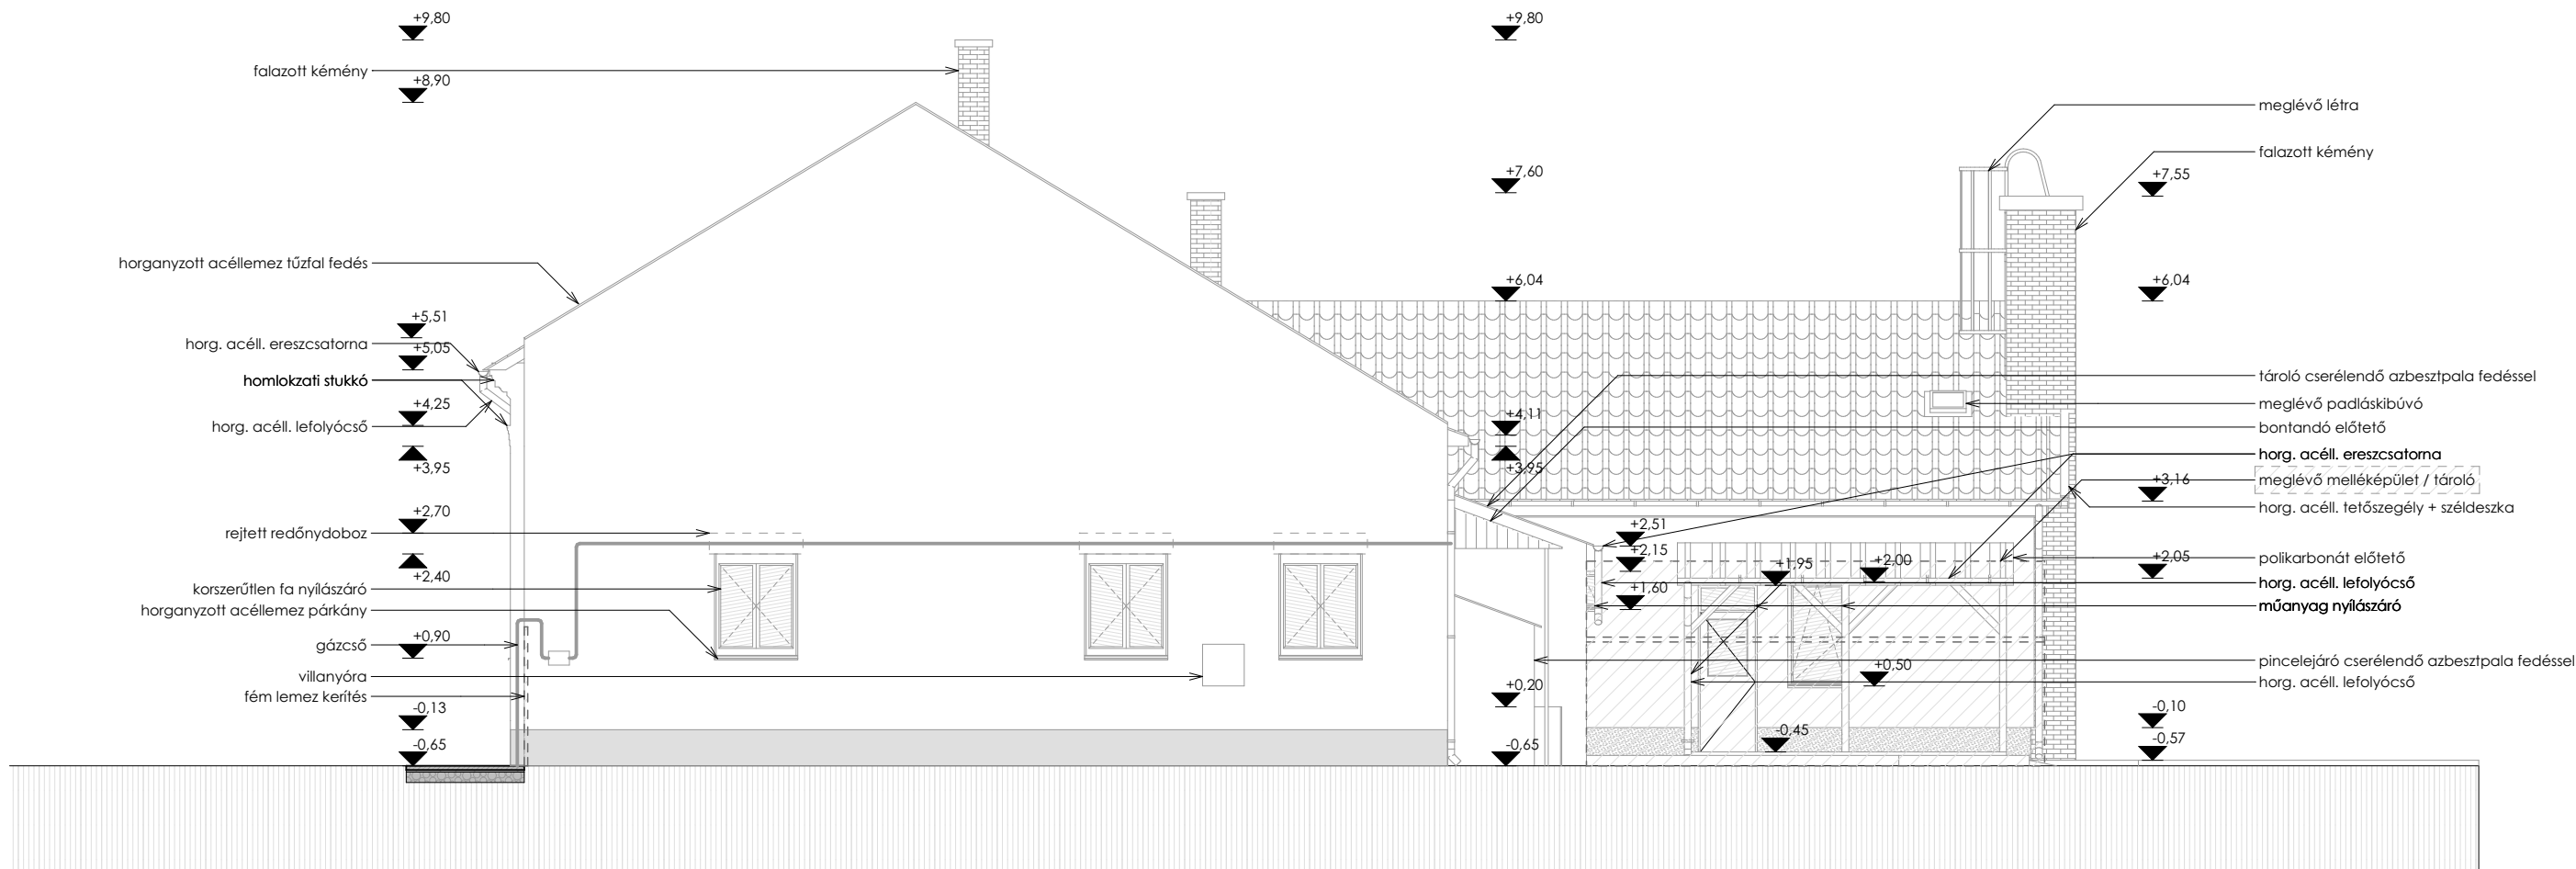 +9,80
+9,80
falazott kémény
+8,90
meglévő létra
falazott kémény
+7,60
+7,55
horganyzott acéllemez tűzfal fedés
+6,04
+6,04
+5,51
horg. acéll. ereszcsatorna
+5,05
homlokzati stukkó
tároló cserélendő azbesztpala fedéssel
+4,25
meglévő padláskibúvó
+4,11
horg. acéll. lefolyócső
bontandó előtető
horg. acéll. ereszcsatorna
+3,95
+3,95
meglévő melléképület / tároló
+3,16
horg. acéll. tetőszegély + széldeszka
+2,70
+2,51
rejtett redőnydoboz
+2,15
+1,95
+2,00
+2,05
polikarbonát előtető
+2,40
horg. acéll. lefolyócső
korszerűtlen fa nyílászáró
+1,60
műanyag nyílászáró
horganyzott acéllemez párkány
+0,90
gázcső
pincelejáró cserélendő azbesztpala fedéssel
villanyóra
+0,50
horg. acéll. lefolyócső
+0,20
fém lemez kerítés
-0,13
-0,10
-0,45
-0,65
-0,65
-0,57